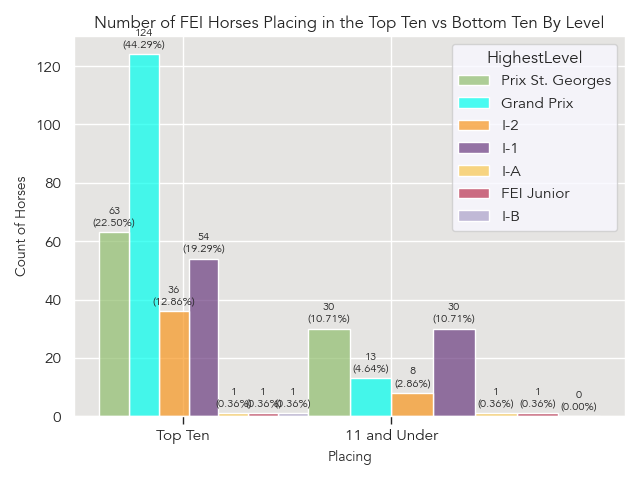 Number of FEI Horses Placing in the Top Ten vs Bottom Ten By Level
HighestLevel
Prix St. Georges
Grand Prix
I-2
I-1
I-A
FEI Junior
I-B
Count of Horses
120
100
80
60
40
20
0
63
(22.50%)
124
(44.29%)
36
(12.86%)
54
(19.29%)
1
(0.36%)
1
(0.36%)
1
(0.36%)
30
(10.71%)
13
(4.64%)
8
(2.86%)
30
(10.71%)
1
(0.36%)
1
(0.36%)
0
(0.00%)
Top Ten
11 and Under
Placing